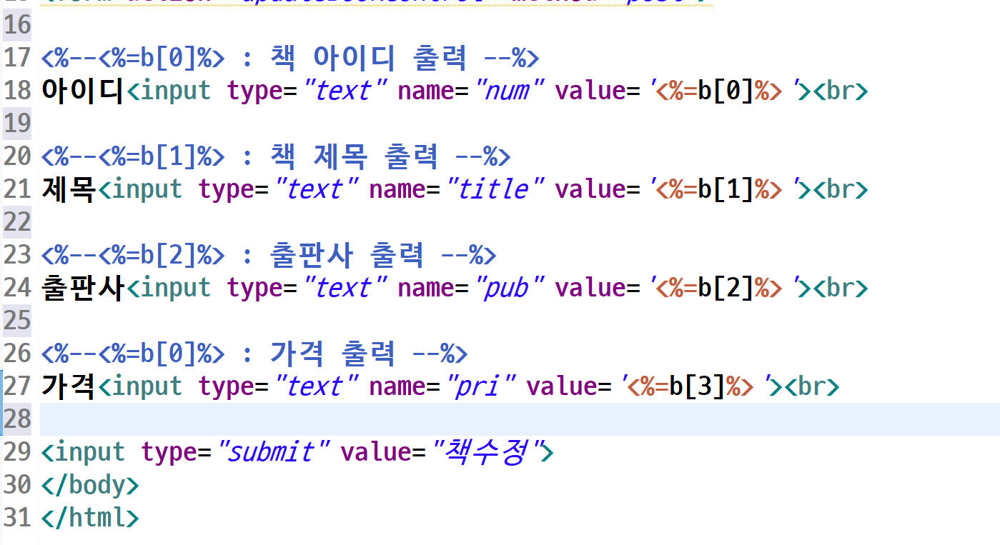 16
17 <%--<%=b[0]%> : 책 아이디 출력 --%>
18 아이디<input type="text" name="num" value='<%=b[0]%>'><br>
19
20 <%--<%=b[1]%> : 책 제목 출력 --%>
21 제목<input type="text" name="title" value='<%=b[1]%>'><br>
22
23 <%--<%=b[2]%> : 출판사 출력 --%>
24 출판사<input type="text" name="pub" value='<%=b[2]%>'><br>
25
26 <%--<%=b[0]%> : 가격 출력 --%>
27 가격<input type="text" name="pri" value='<%=b[3]%>'><br>
28
29 <input type="submit" value="책수정">
30 </body>
31 </html>